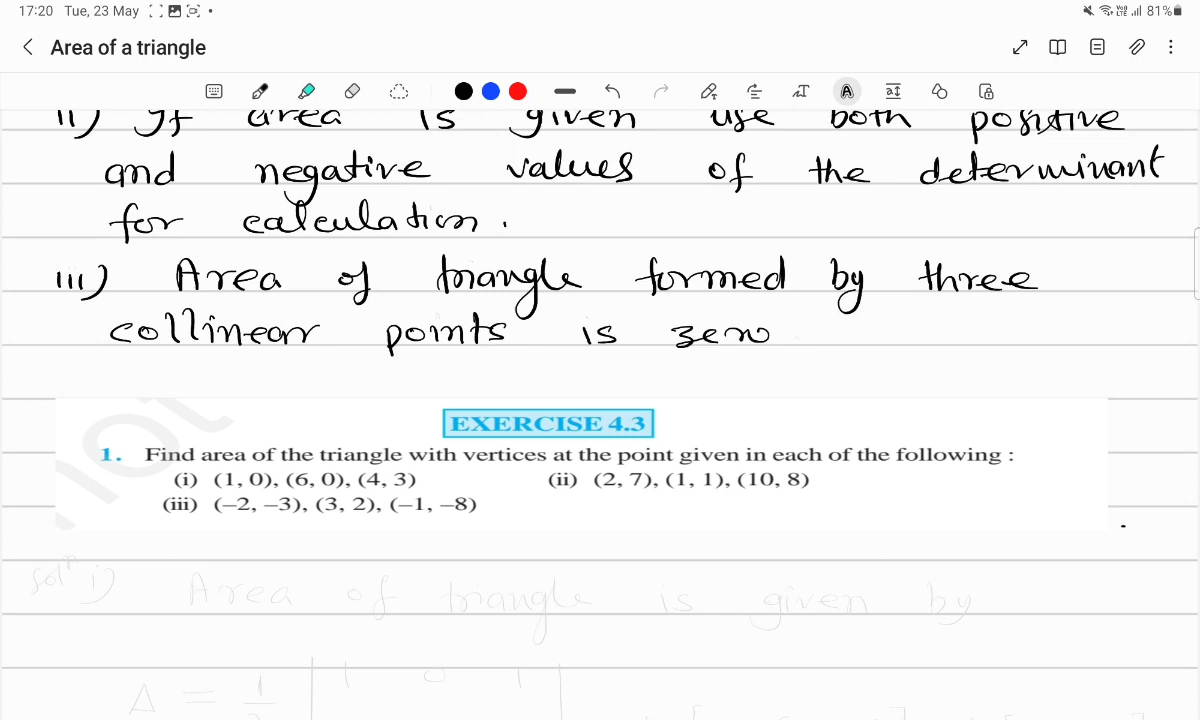 17:20 Tue, 23 May
81%
Area of a triangle
ii) If area is given use both positive
and negative values of the determinant
for calculation.
iii) Area of triangle formed by three
collinear points is zero
EXERCISE 4.3
1. Find area of the triangle with vertices at the point given in each of the following :
(i) (1, 0), (6, 0), (4, 3) (ii) (2, 7), (1, 1), (10, 8)
(iii) (–2, –3), (3, 2), (–1, –8)
Solⁿ i) Area of triangle is given by
Δ = 1 | 1 0 1 |